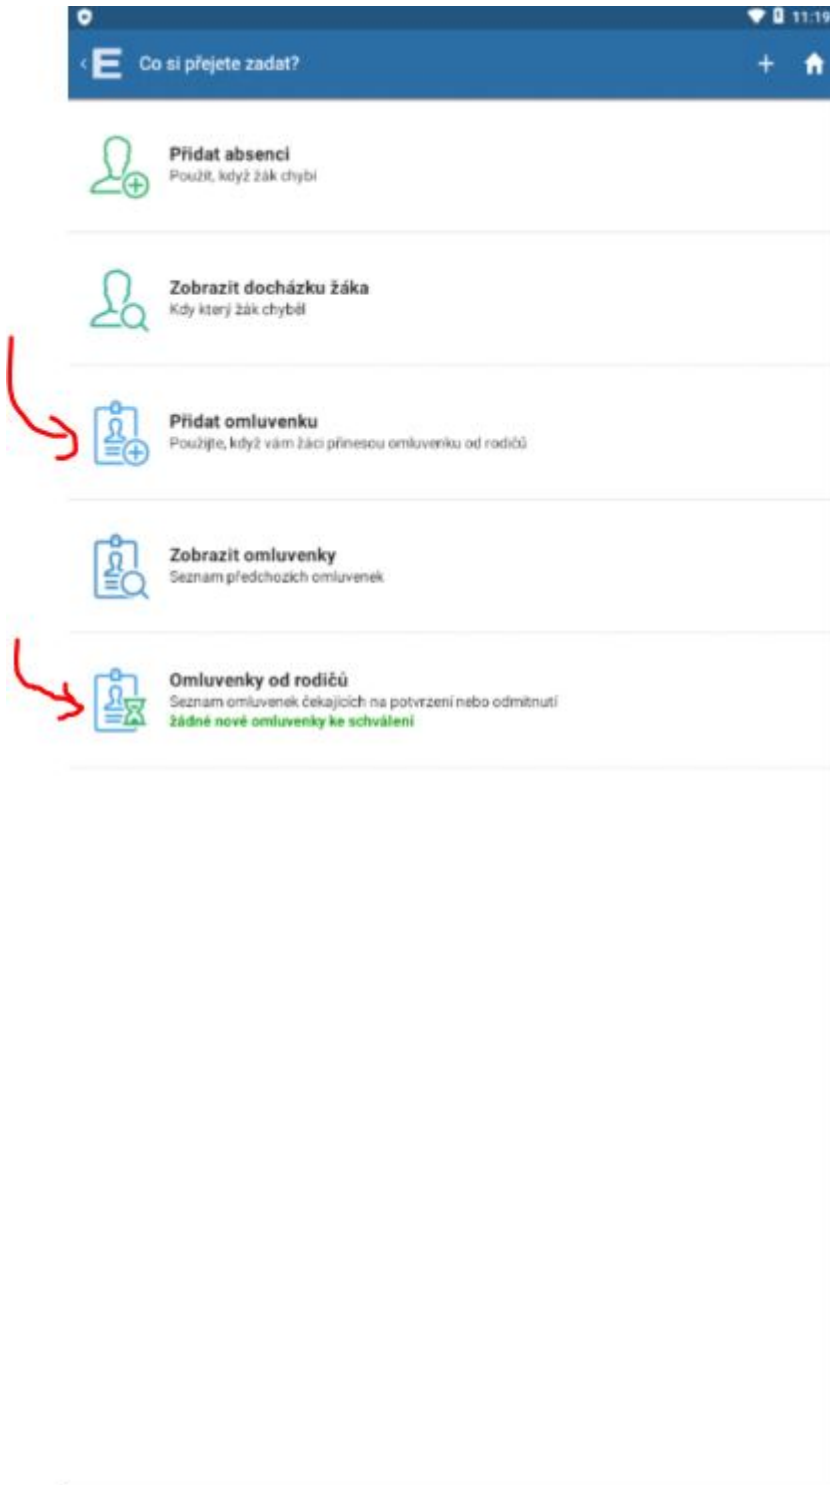 11:19
E Co si přejete zadat?
Přidat absenci
Použít, když žák chybí
Zobrazit docházku žáka
Kdy který žák chyběl
Přidat omluvenku
Použijte, když vám žáci přinesou omluvenku od rodičů
Zobrazit omluvenky
Seznam předchozích omluvenek
Omluvenky od rodičů
Seznam omluvenek čekajících na potvrzení nebo odmítnutí
žádné nové omluvenky ke schválení